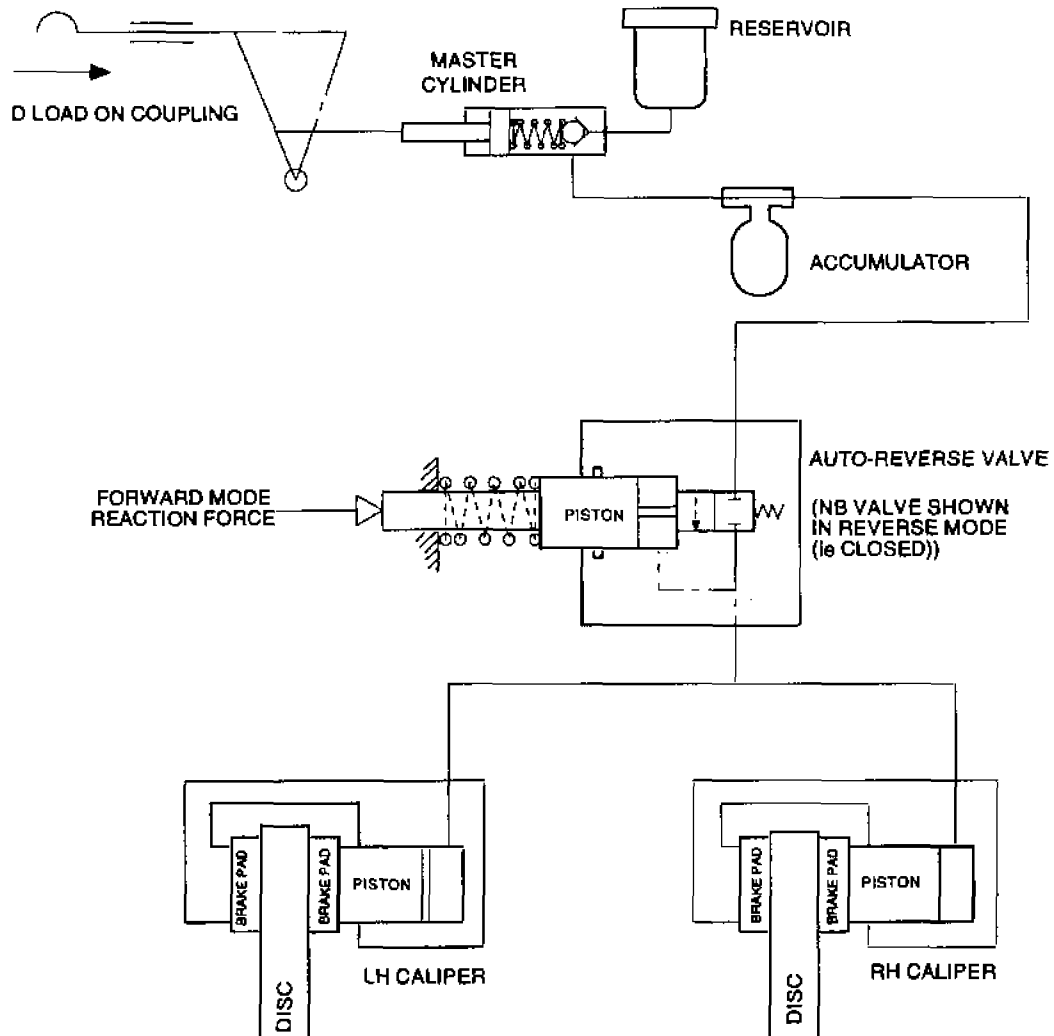 RESERVOIR
MASTER
CYLINDER
D LOAD ON COUPLING
ACCUMULATOR
AUTO-REVERSE VALVE
(NB VALVE SHOWN
IN REVERSE MODE
(ie CLOSED))
FORWARD MODE
REACTION FORCE
PISTON
BRAKE PAD
DISC
BRAKE PAD
PISTON
LH CALIPER
BRAKE PAD
DISC
BRAKE PAD
PISTON
RH CALIPER